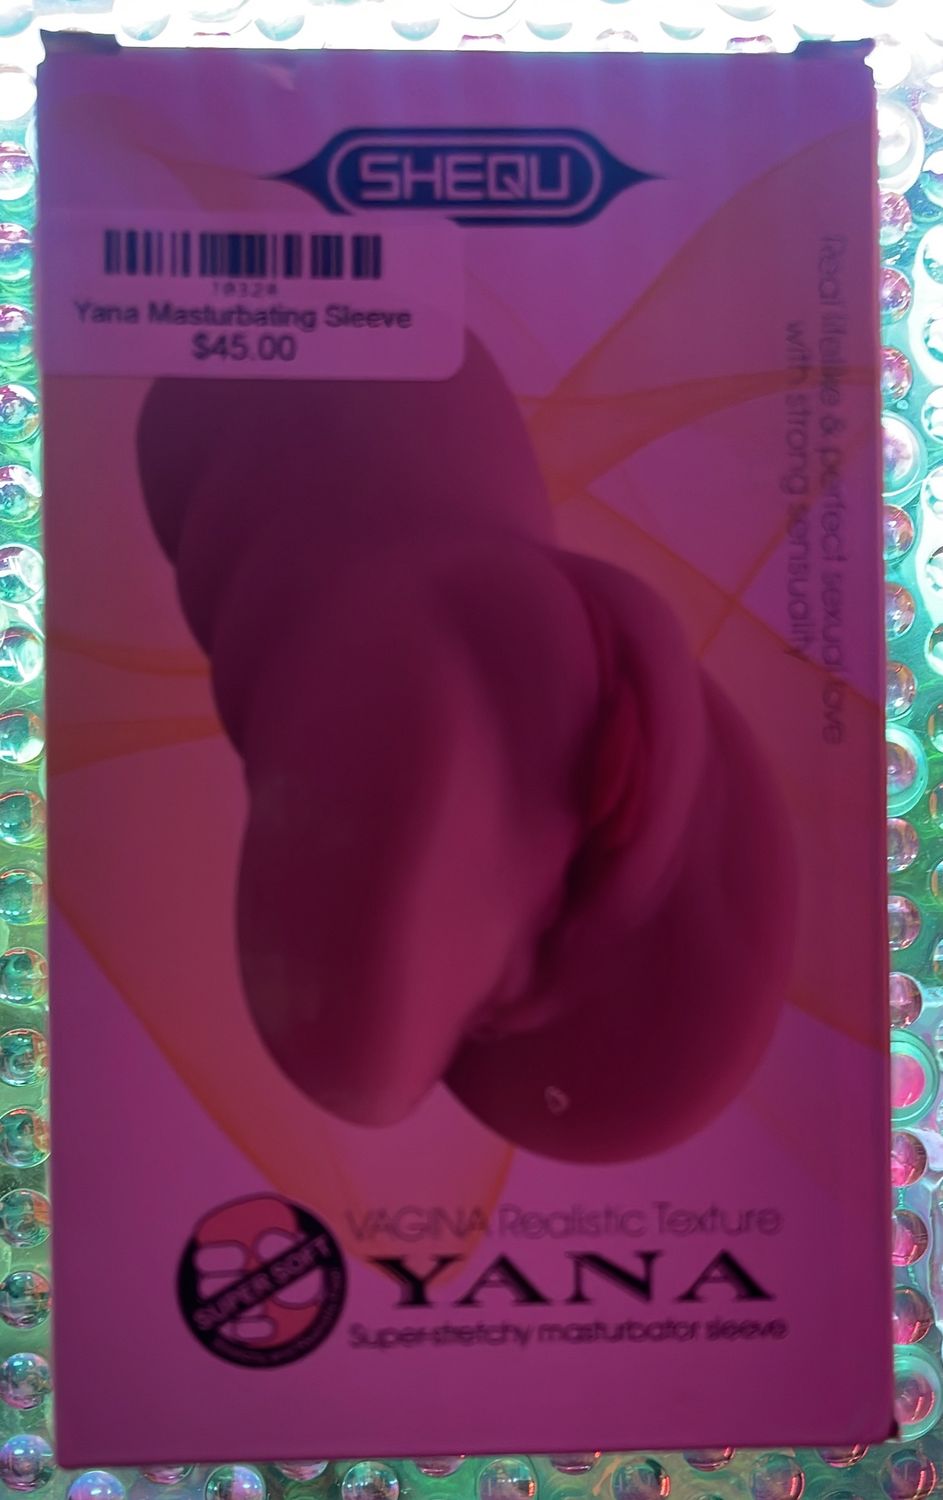 SHEQU
T0324
Yana Masturbating Sleeve
$45.00
Real lifelike & perfect sexual love
with strong sensuality
SUPER SOFT
VAGINA Realistic Texture
YANA
Super-stretchy masturbator sleeve